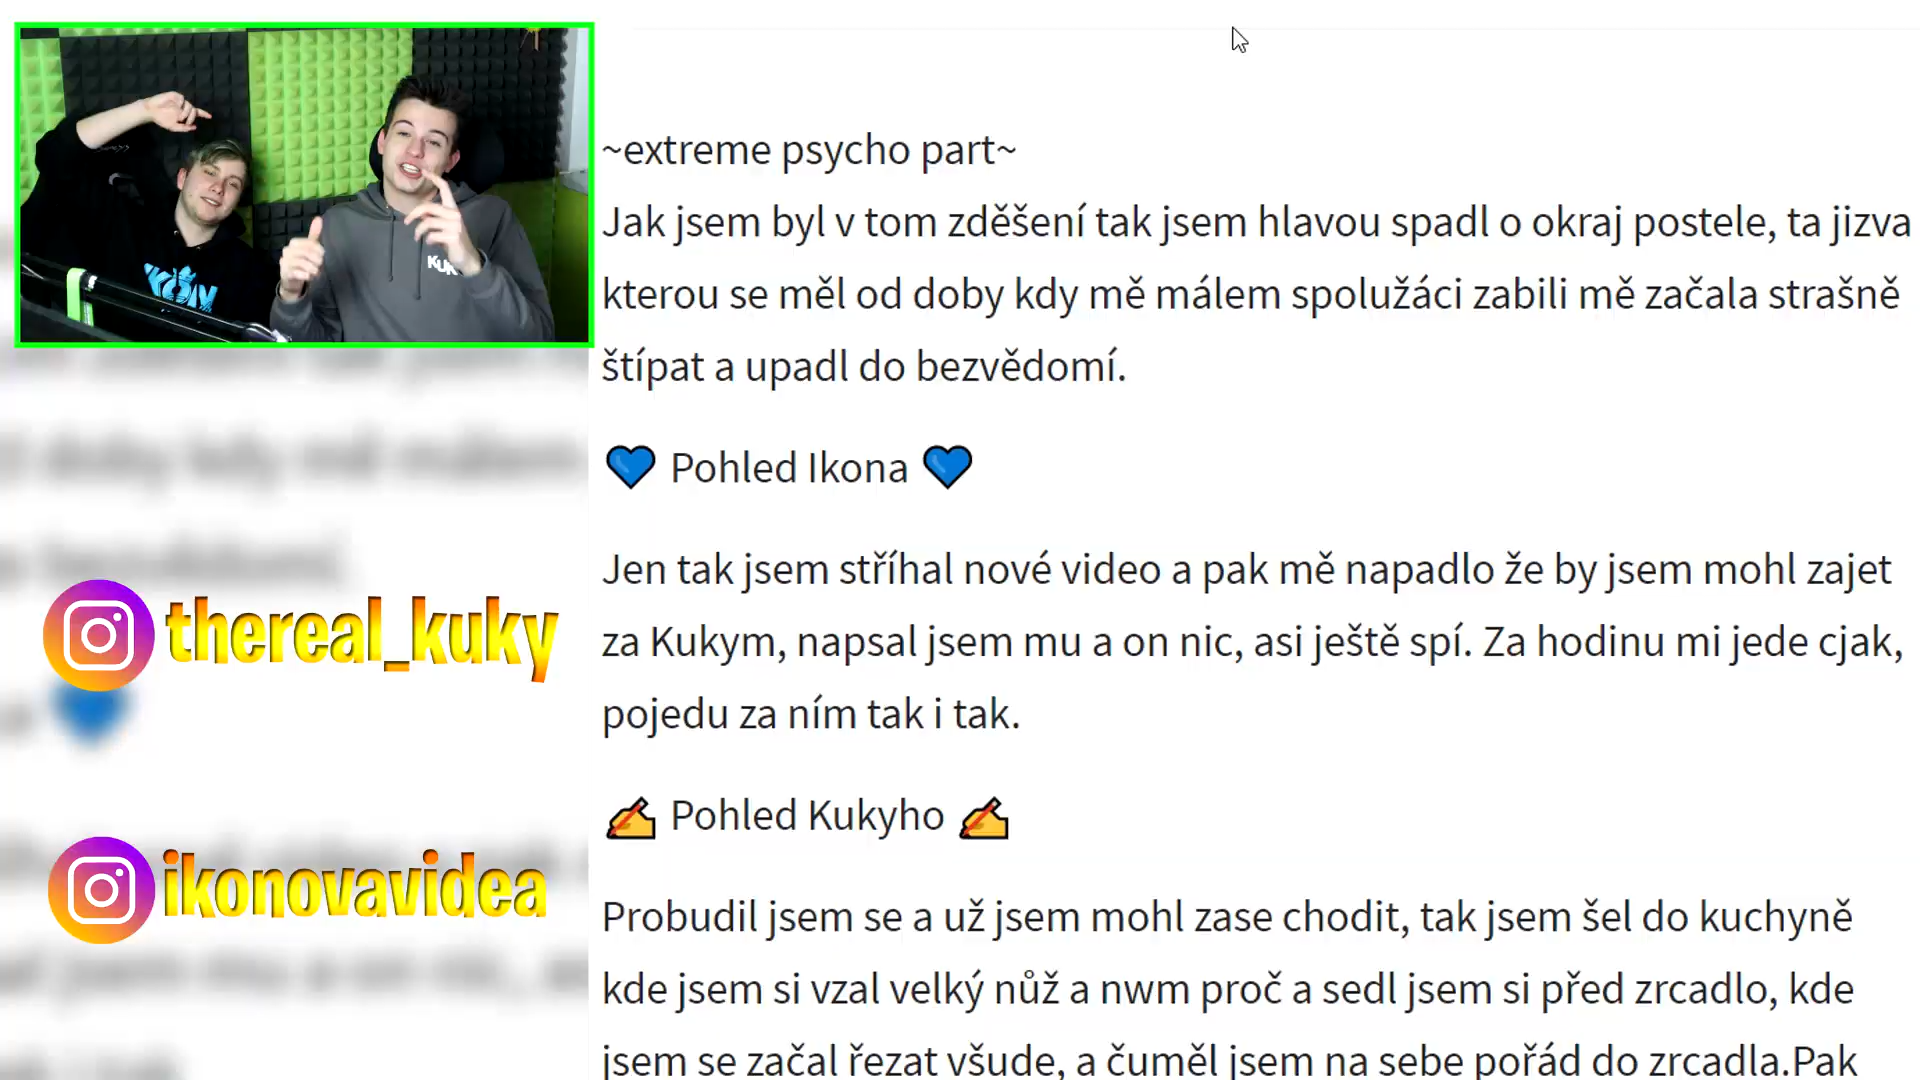 ~extreme psycho part~
Jak jsem byl v tom zděšení tak jsem hlavou spadl o okraj postele, ta jizva
kterou se měl od doby kdy mě málem spolužáci zabili mě začala strašně
štípat a upadl do bezvědomí.
💙 Pohled Ikona 💙
Jen tak jsem stříhal nové video a pak mě napadlo že by jsem mohl zajet
za Kukym, napsal jsem mu a on nic, asi ještě spí. Za hodinu mi jede cjak,
pojedu za ním tak i tak.
✍ Pohled Kukyho ✍
Probudil jsem se a už jsem mohl zase chodit, tak jsem šel do kuchyně
kde jsem si vzal velký nůž a nwm proč a sedl jsem si před zrcadlo, kde
jsem se začal řezat všude, a čuměl jsem na sebe pořád do zrcadla.Pak
thereal_kuky
ikonovavidea